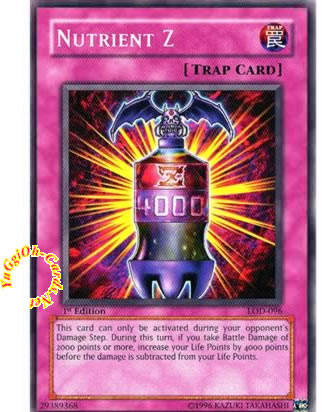 NUTRIENT Z
TRAP
罠
[TRAP CARD]
4000
YuGgiOh-Cards.Net
1st Edition
LOD-096
This card can only be activated during your opponent's
Damage Step. During this turn, if you take Battle Damage of
2000 points or more, increase your Life Points by 4000 points
before the damage is subtracted from your Life Points.
29389368
©1996 KAZUKI TAKAHASHI